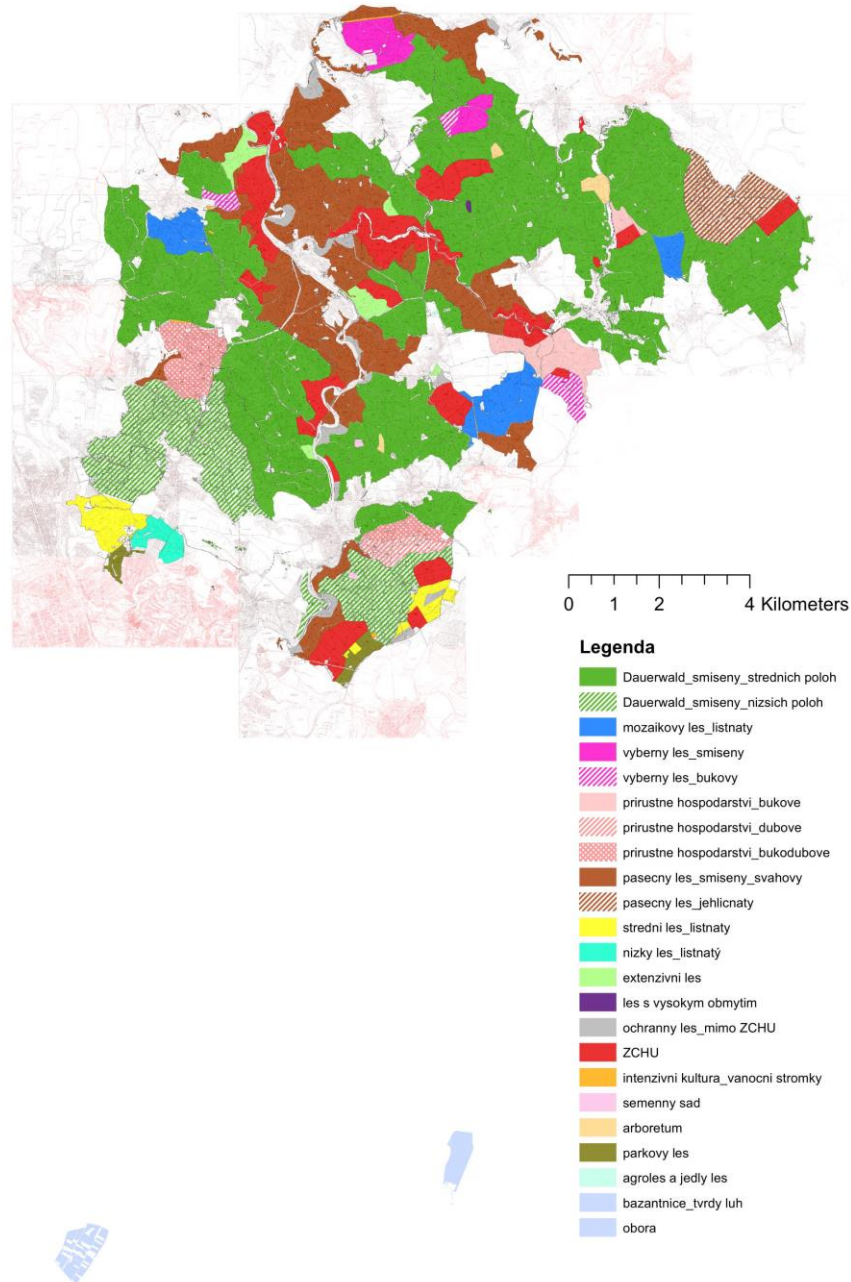 0 1 2 4 Kilometers
Legenda
Dauerwald_smiseny_strednich poloh
Dauerwald_smiseny_nizsich poloh
mozaikovy les_listnaty
vyberny les_smiseny
vyberny les_bukovy
prirustne hospodarstvi_bukove
prirustne hospodarstvi_dubove
prirustne hospodarstvi_bukodubove
pasecny les_smiseny_svahovy
pasecny les_jehlicnaty
stredni les_listnaty
nizky les_listnatý
extenzivni les
les s vysokym obmytim
ochranny les_mimo ZCHU
ZCHU
intenzivni kultura_vanocni stromky
semenny sad
arboretum
parkovy les
agroles a jedly les
bazantnice_tvrdy luh
obora